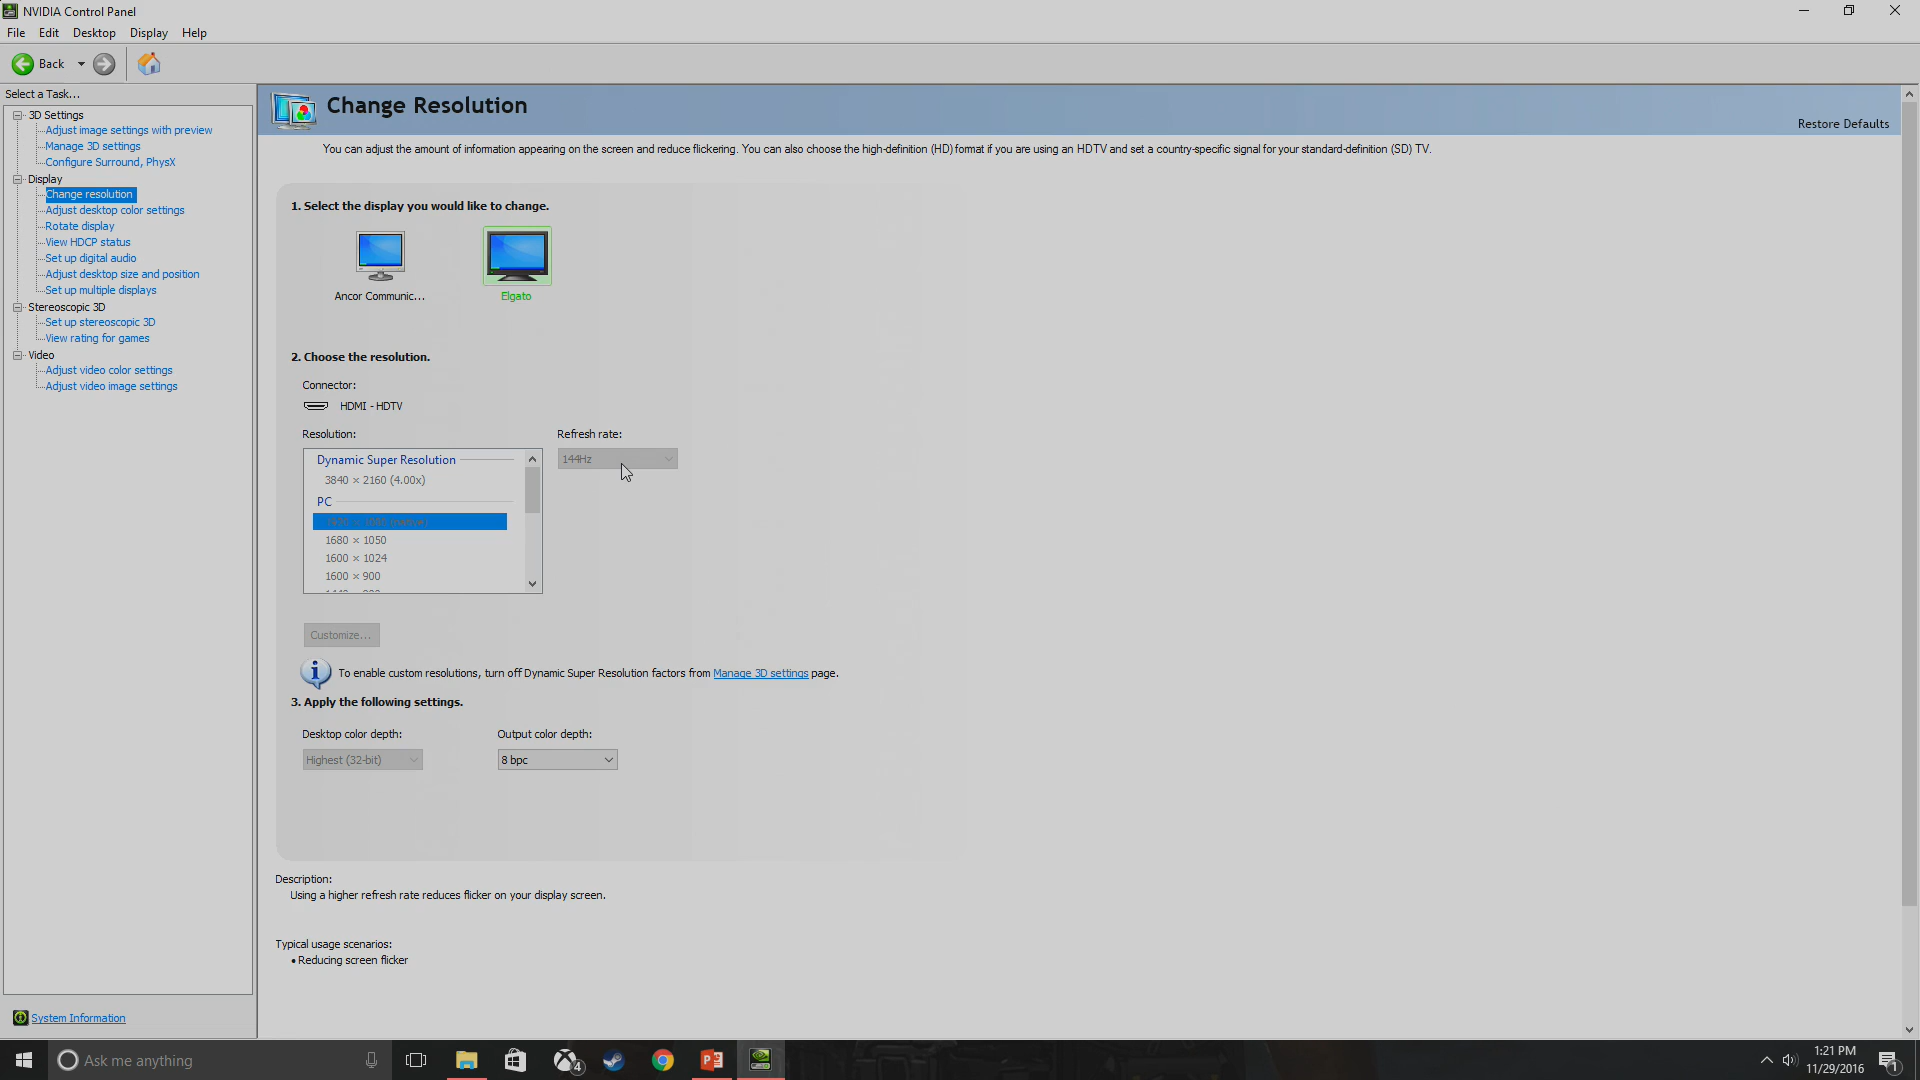 NVIDIA Control Panel
File Edit Desktop Display Help
Back
Select a Task...
3D Settings
Adjust image settings with preview
Manage 3D settings
Configure Surround, PhysX
Display
Change resolution
Adjust desktop color settings
Rotate display
View HDCP status
Set up digital audio
Adjust desktop size and position
Set up multiple displays
Stereoscopic 3D
Set up stereoscopic 3D
View rating for games
Video
Adjust video color settings
Adjust video image settings
System Information
Change Resolution
Restore Defaults
You can adjust the amount of information appearing on the screen and reduce flickering. You can also choose the high-definition (HD) format if you are using an HDTV and set a country-specific signal for your standard-definition (SD) TV.
1. Select the display you would like to change.
Ancor Communic... Elgato
2. Choose the resolution.
Connector:
HDMI - HDTV
Resolution: Refresh rate:
144Hz
Dynamic Super Resolution
3840 × 2160 (4.00x)
PC
1920 × 1080 (native)
1680 × 1050
1600 × 1024
1600 × 900
Customize...
To enable custom resolutions, turn off Dynamic Super Resolution factors from Manage 3D settings page.
3. Apply the following settings.
Desktop color depth: Output color depth:
Highest (32-bit) 8 bpc
Description:
Using a higher refresh rate reduces flicker on your display screen.
Typical usage scenarios:
• Reducing screen flicker
Ask me anything
4
1:21 PM
11/29/2016
1